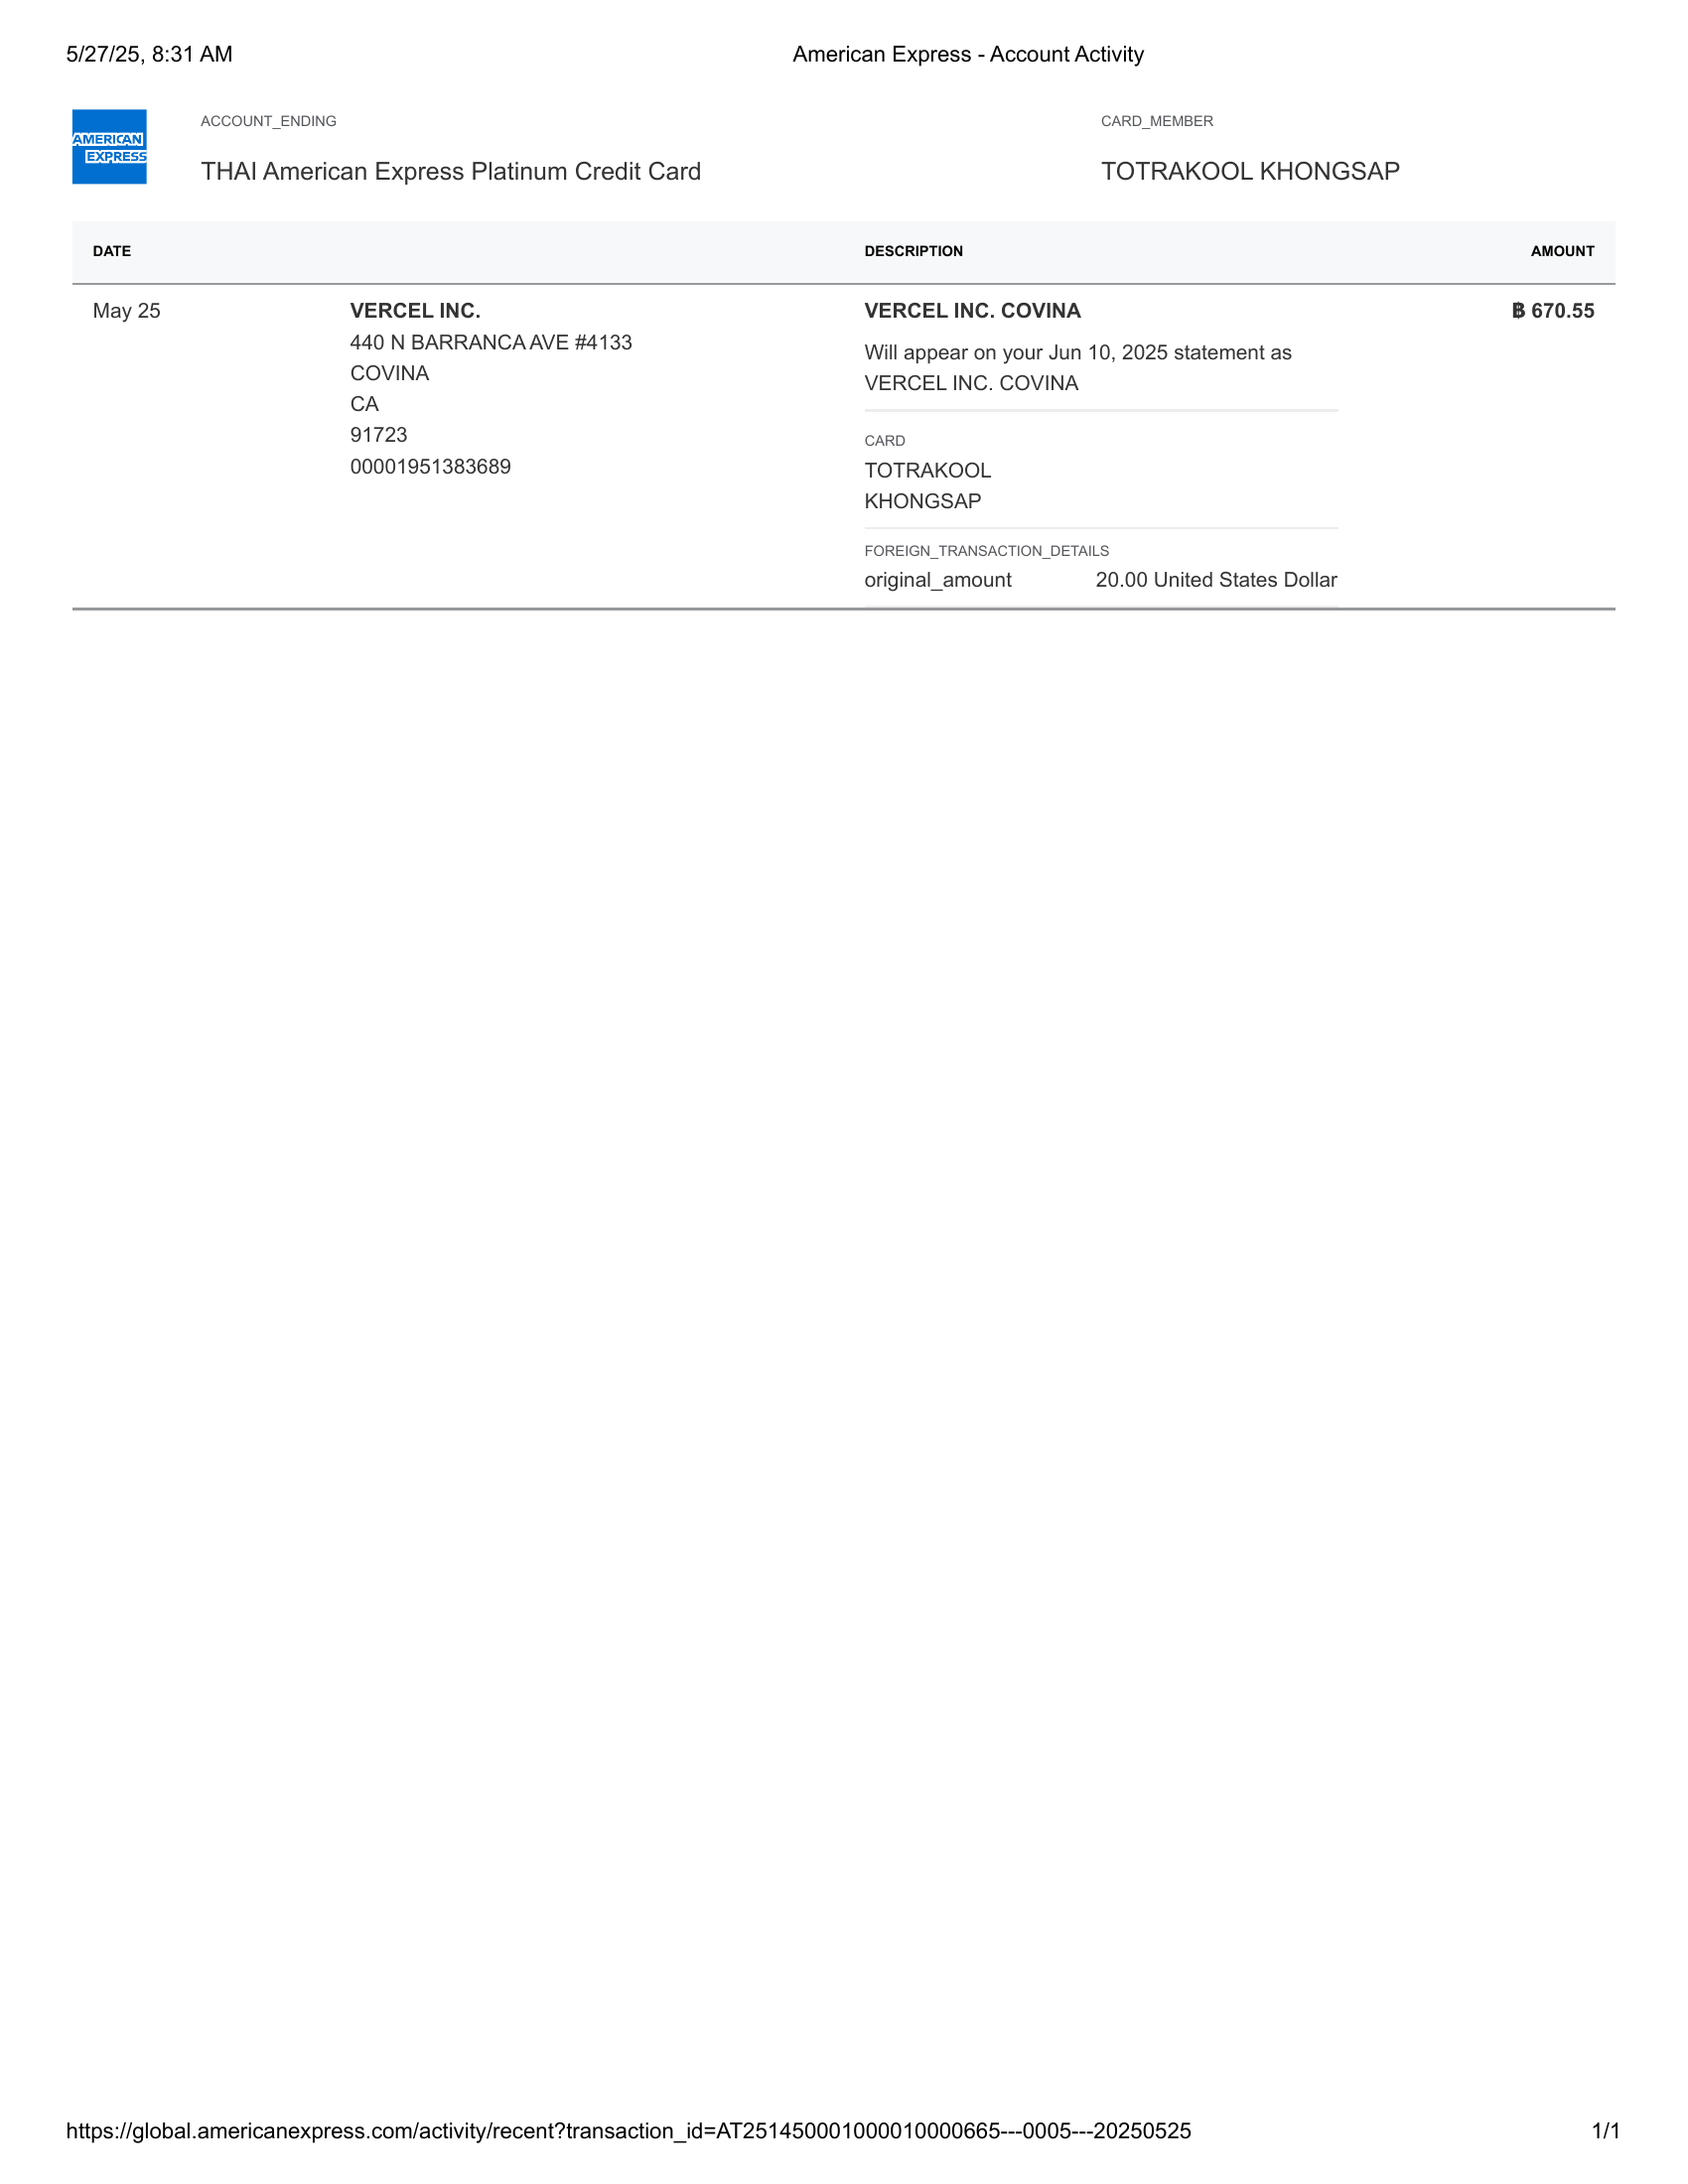 5/27/25, 8:31 AM
American Express - Account Activity
AMERICAN
EXPRESS
ACCOUNT_ENDING
CARD_MEMBER
THAI American Express Platinum Credit Card
TOTRAKOOL KHONGSAP
DATE
DESCRIPTION
AMOUNT
May 25
VERCEL INC.
440 N BARRANCA AVE #4133
COVINA
CA
91723
00001951383689
VERCEL INC. COVINA
Will appear on your Jun 10, 2025 statement as
VERCEL INC. COVINA
CARD
TOTRAKOOL
KHONGSAP
FOREIGN_TRANSACTION_DETAILS
original_amount 20.00 United States Dollar
฿ 670.55
https://global.americanexpress.com/activity/recent?transaction_id=AT251450001000010000665---0005---20250525
1/1